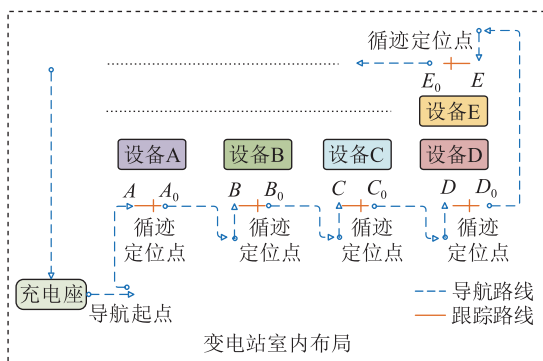 循迹定位点
E₀ E
设备E
设备A 设备B 设备C 设备D
A A₀ B B₀ C C₀ D D₀
循迹 循迹 循迹 循迹
定位点 定位点 定位点 定位点
充电座
导航起点
导航路线
跟踪路线
变电站室内布局